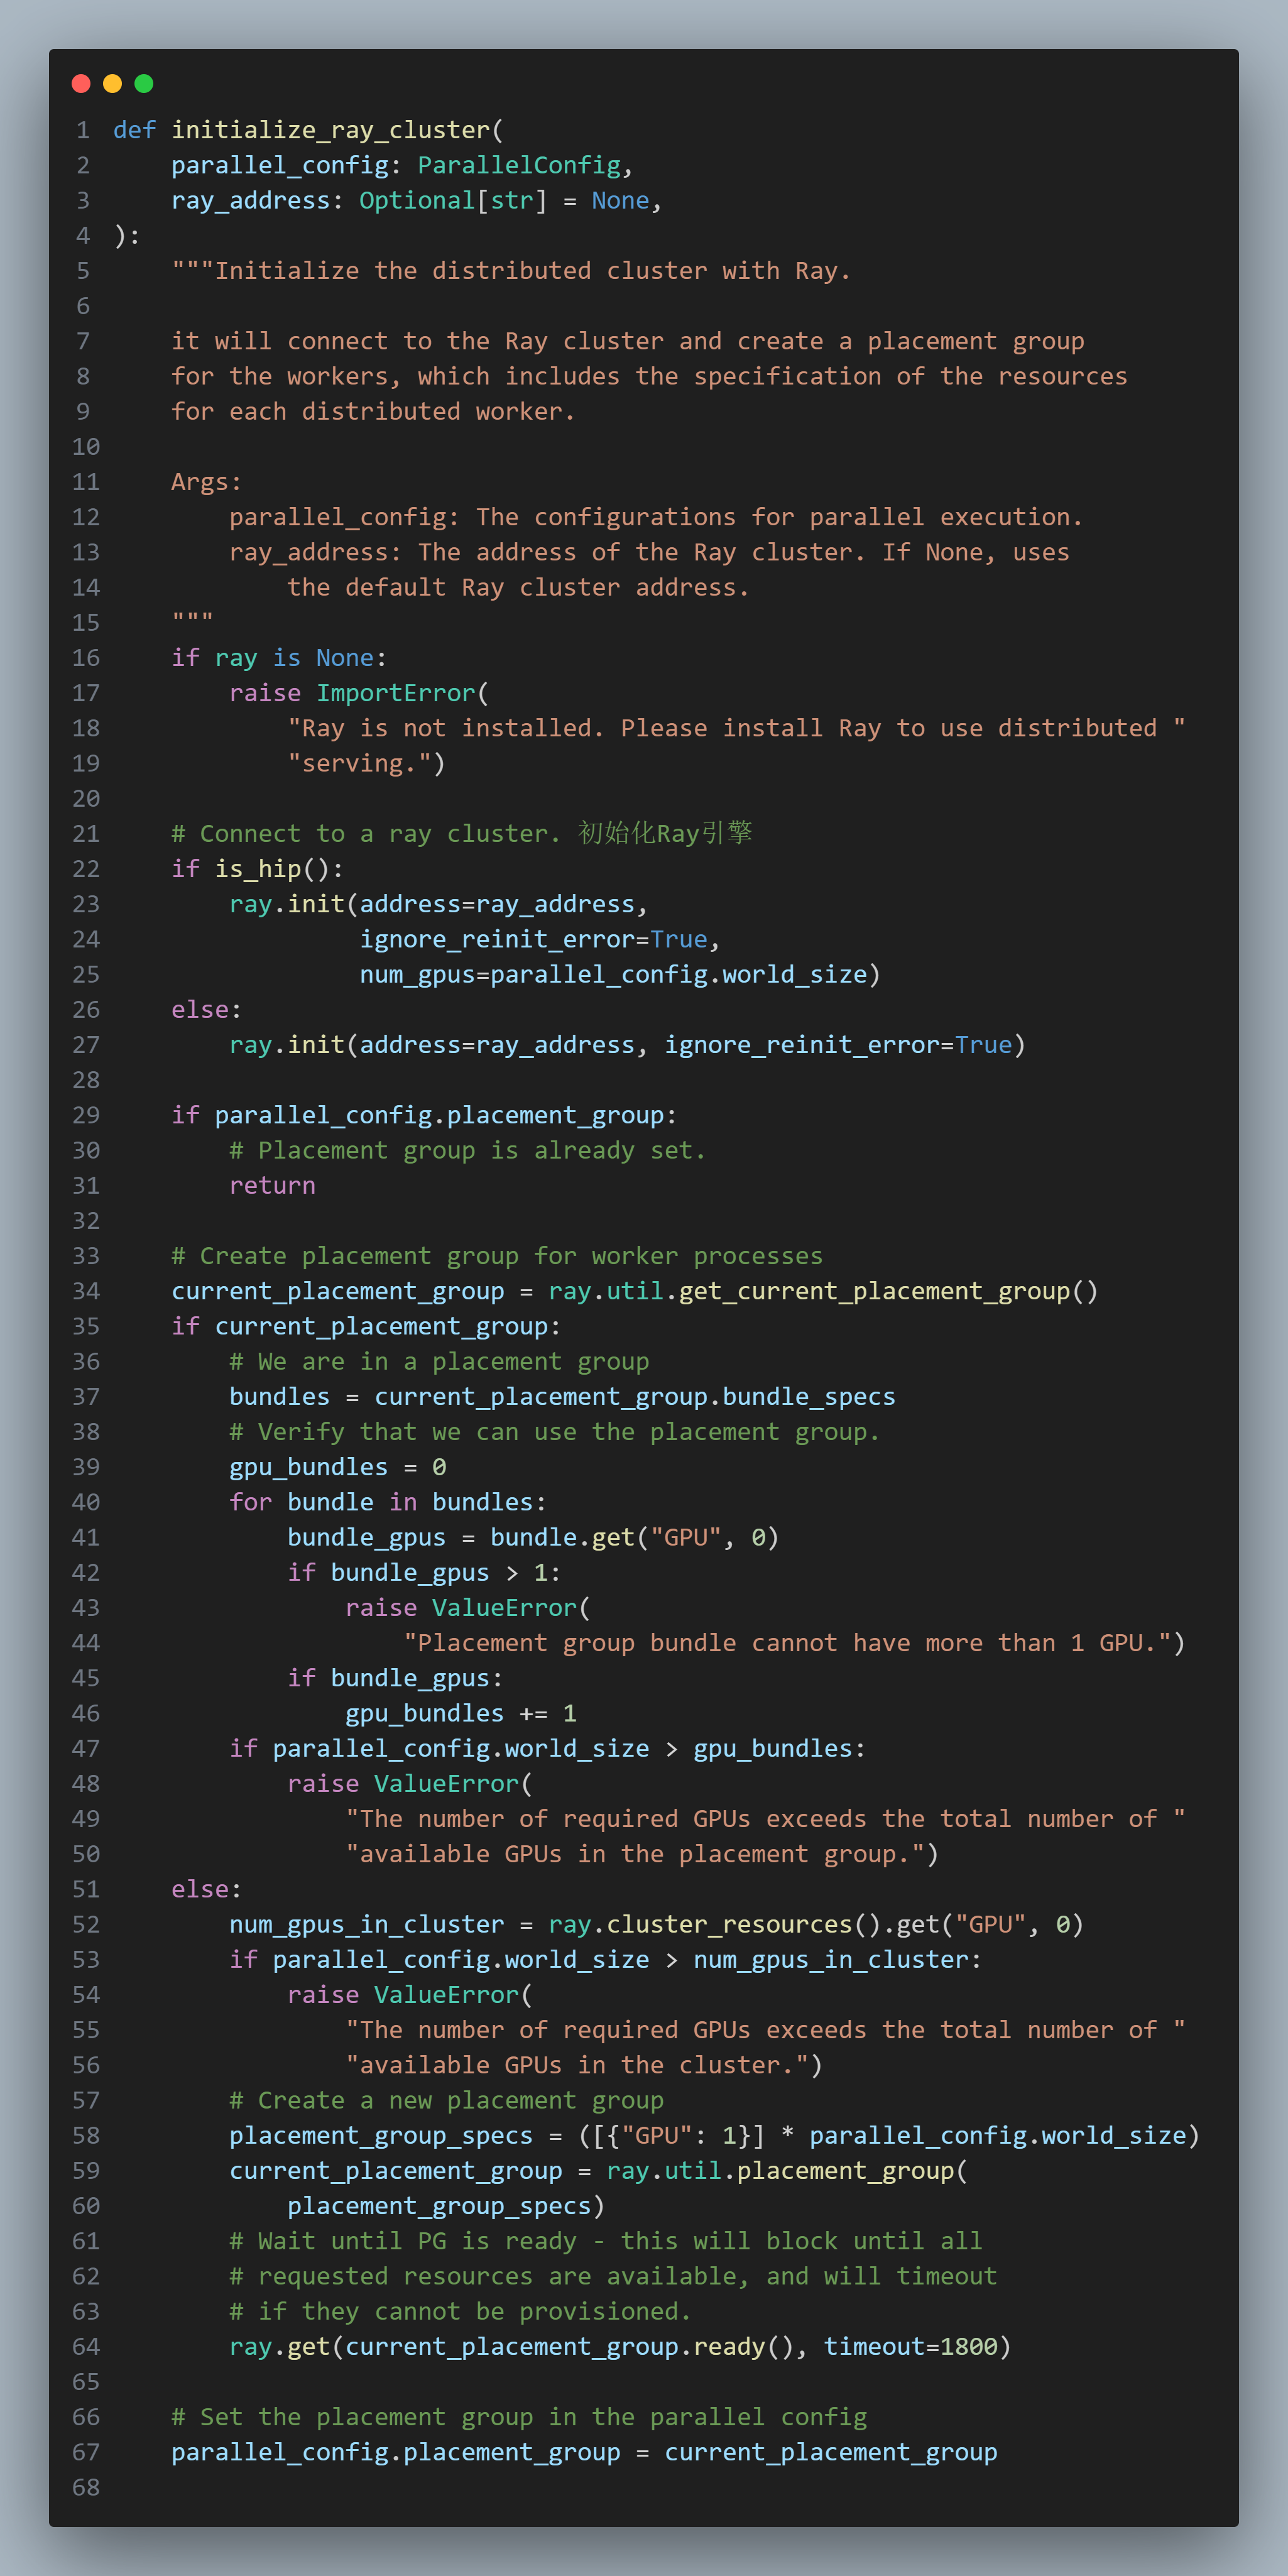 1 def initialize_ray_cluster(
2     parallel_config: ParallelConfig,
3     ray_address: Optional[str] = None,
4 ):
5     """Initialize the distributed cluster with Ray.
6
7     it will connect to the Ray cluster and create a placement group
8     for the workers, which includes the specification of the resources
9     for each distributed worker.
10
11     Args:
12         parallel_config: The configurations for parallel execution.
13         ray_address: The address of the Ray cluster. If None, uses
14             the default Ray cluster address.
15     """
16     if ray is None:
17         raise ImportError(
18             "Ray is not installed. Please install Ray to use distributed "
19             "serving.")
20
21     # Connect to a ray cluster. 初始化Ray引擎
22     if is_hip():
23         ray.init(address=ray_address,
24                  ignore_reinit_error=True,
25                  num_gpus=parallel_config.world_size)
26     else:
27         ray.init(address=ray_address, ignore_reinit_error=True)
28
29     if parallel_config.placement_group:
30         # Placement group is already set.
31         return
32
33     # Create placement group for worker processes
34     current_placement_group = ray.util.get_current_placement_group()
35     if current_placement_group:
36         # We are in a placement group
37         bundles = current_placement_group.bundle_specs
38         # Verify that we can use the placement group.
39         gpu_bundles = 0
40         for bundle in bundles:
41             bundle_gpus = bundle.get("GPU", 0)
42             if bundle_gpus > 1:
43                 raise ValueError(
44                     "Placement group bundle cannot have more than 1 GPU.")
45             if bundle_gpus:
46                 gpu_bundles += 1
47         if parallel_config.world_size > gpu_bundles:
48             raise ValueError(
49                 "The number of required GPUs exceeds the total number of "
50                 "available GPUs in the placement group.")
51     else:
52         num_gpus_in_cluster = ray.cluster_resources().get("GPU", 0)
53         if parallel_config.world_size > num_gpus_in_cluster:
54             raise ValueError(
55                 "The number of required GPUs exceeds the total number of "
56                 "available GPUs in the cluster.")
57         # Create a new placement group
58         placement_group_specs = ([{"GPU": 1}] * parallel_config.world_size)
59         current_placement_group = ray.util.placement_group(
60             placement_group_specs)
61         # Wait until PG is ready - this will block until all
62         # requested resources are available, and will timeout
63         # if they cannot be provisioned.
64         ray.get(current_placement_group.ready(), timeout=1800)
65
66     # Set the placement group in the parallel config
67     parallel_config.placement_group = current_placement_group
68